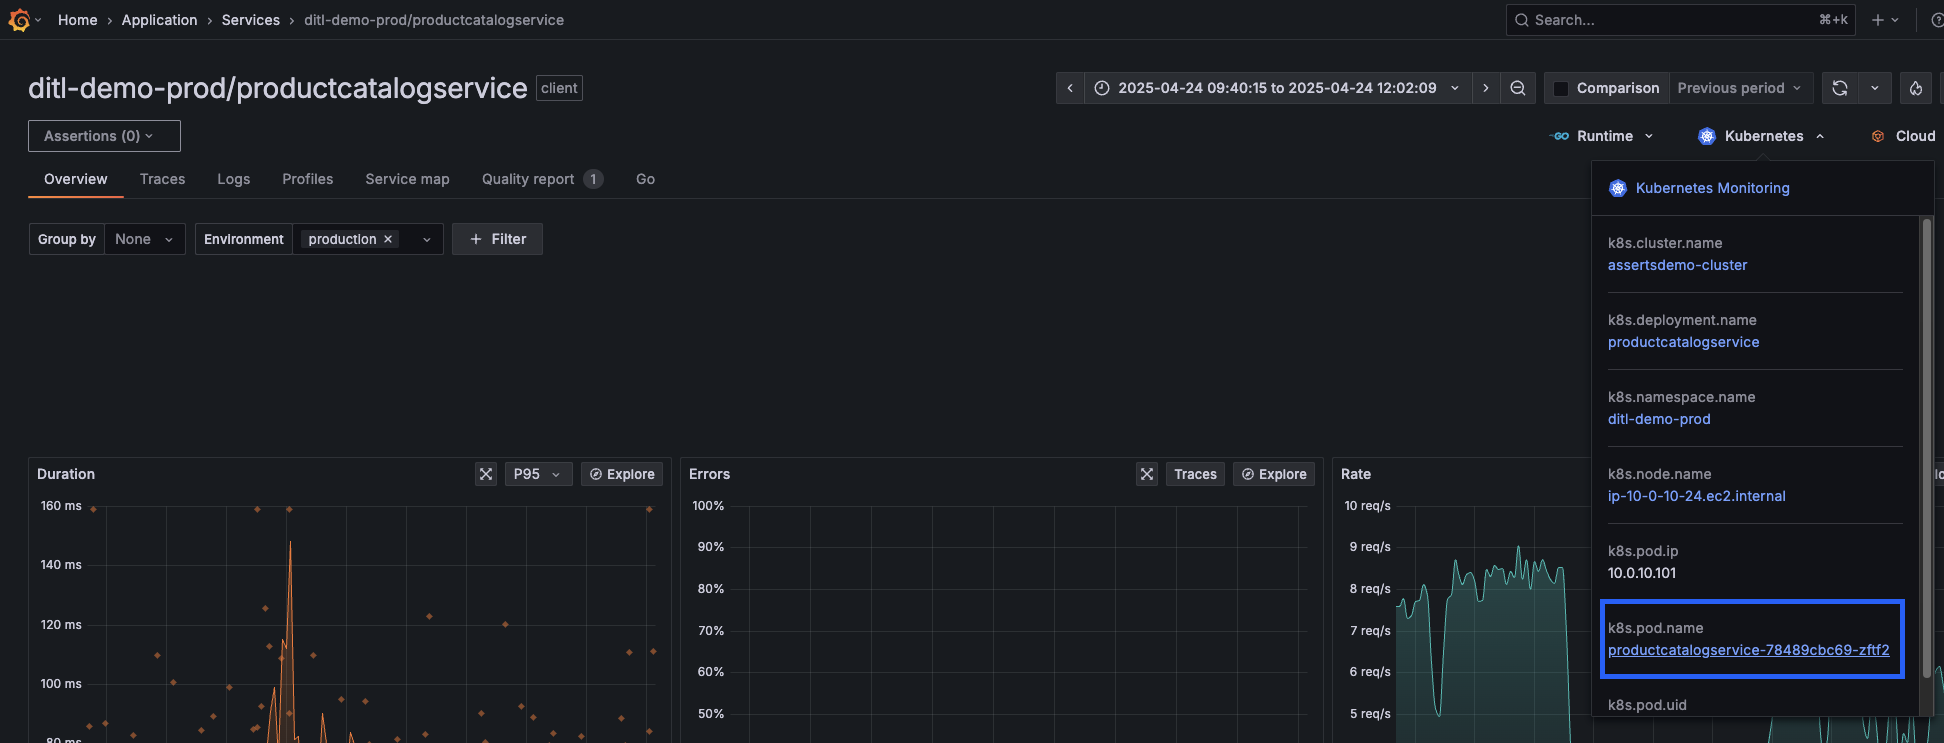 Home › Application › Services › ditl-demo-prod/productcatalogservice
Search... ⌘+k
ditl-demo-prod/productcatalogservice client
2025-04-24 09:40:15 to 2025-04-24 12:02:09
Comparison Previous period
Assertions (0)
Runtime Kubernetes Cloud
Overview Traces Logs Profiles Service map Quality report 1 Go
Group by None Environment production × + Filter
Kubernetes Monitoring
k8s.cluster.name
assertsdemo-cluster
k8s.deployment.name
productcatalogservice
k8s.namespace.name
ditl-demo-prod
k8s.node.name
ip-10-0-10-24.ec2.internal
k8s.pod.ip
10.0.10.101
k8s.pod.name
productcatalogservice-78489cbc69-zftf2
k8s.pod.uid
Duration P95 Explore
160 ms
140 ms
120 ms
100 ms
80 ms
Errors Traces Explore
100%
90%
80%
70%
60%
50%
Rate
10 req/s
9 req/s
8 req/s
7 req/s
6 req/s
5 req/s